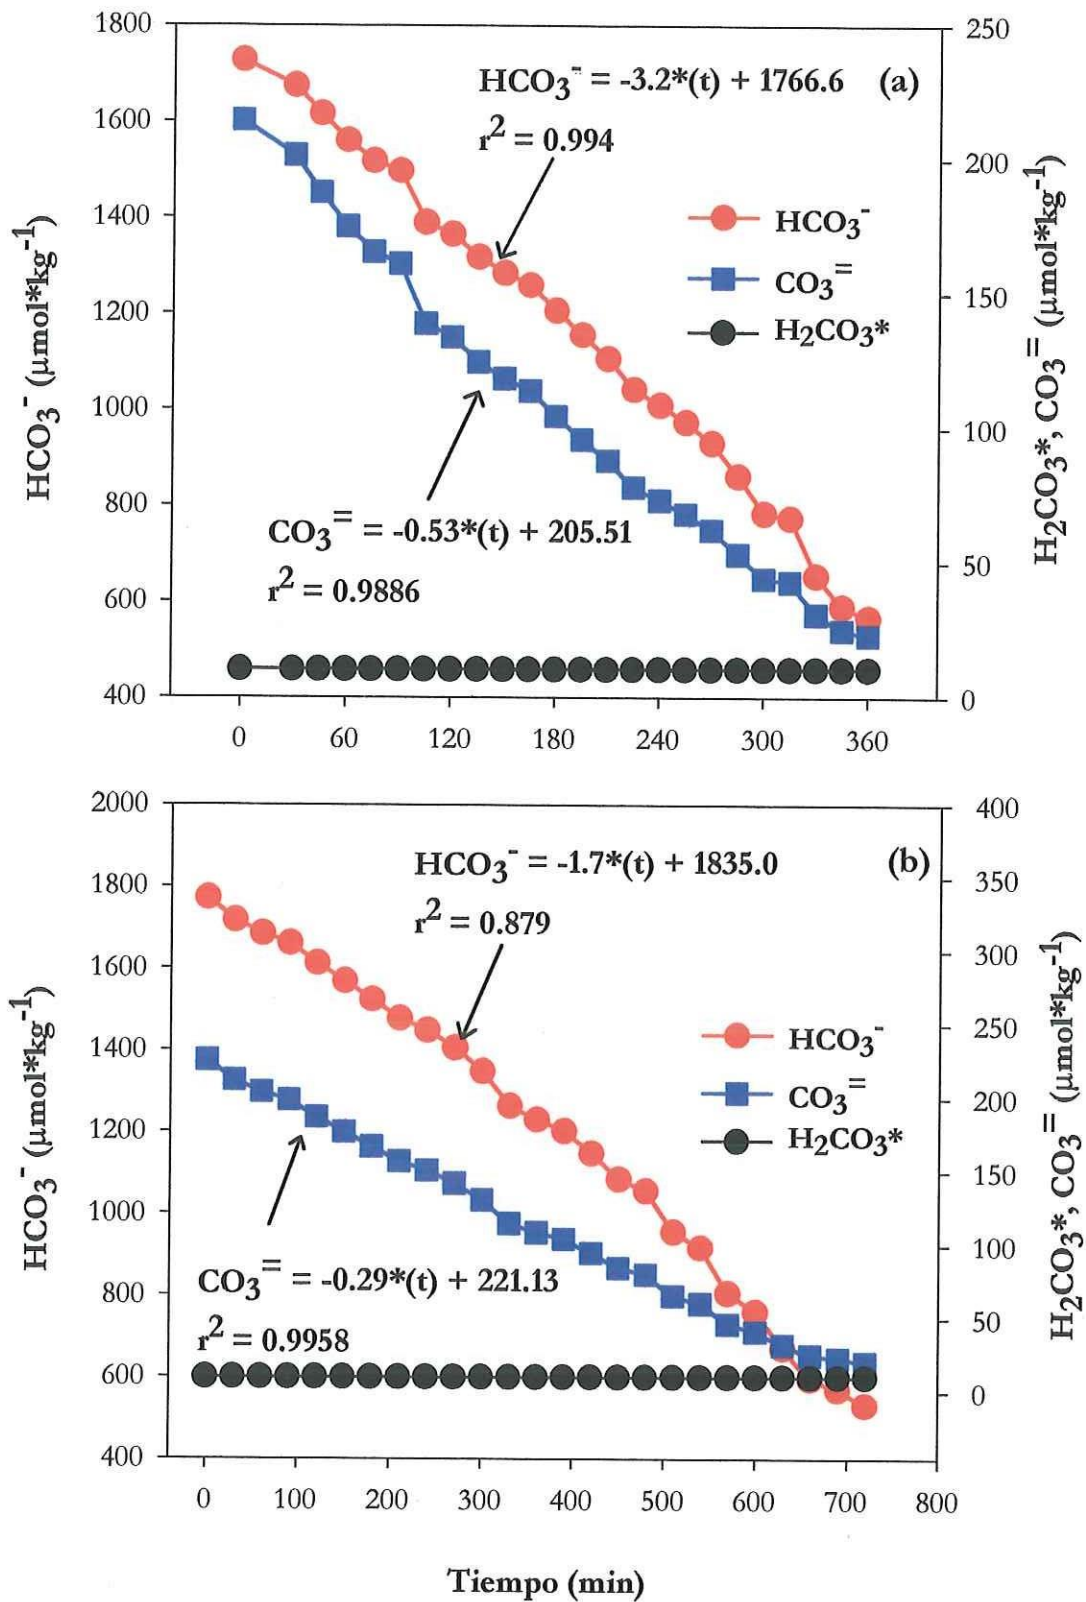 1800
1600
1400
1200
1000
800
600
400
HCO₃⁻ (µmol*kg⁻¹)
HCO₃⁻ = -3.2*(t) + 1766.6
(a)
r² = 0.994
HCO₃⁻
CO₃⁼
H₂CO₃*
CO₃⁼ = -0.53*(t) + 205.51
r² = 0.9886
250
200
150
100
50
0
H₂CO₃*, CO₃⁼ (µmol*kg⁻¹)
0 60 120 180 240 300 360
2000
1800
1600
1400
1200
1000
800
600
400
HCO₃⁻ (µmol*kg⁻¹)
HCO₃⁻ = -1.7*(t) + 1835.0
(b)
r² = 0.879
HCO₃⁻
CO₃⁼
H₂CO₃*
CO₃⁼ = -0.29*(t) + 221.13
r² = 0.9958
400
350
300
250
200
150
100
50
0
H₂CO₃*, CO₃⁼ (µmol*kg⁻¹)
0 100 200 300 400 500 600 700 800
Tiempo (min)